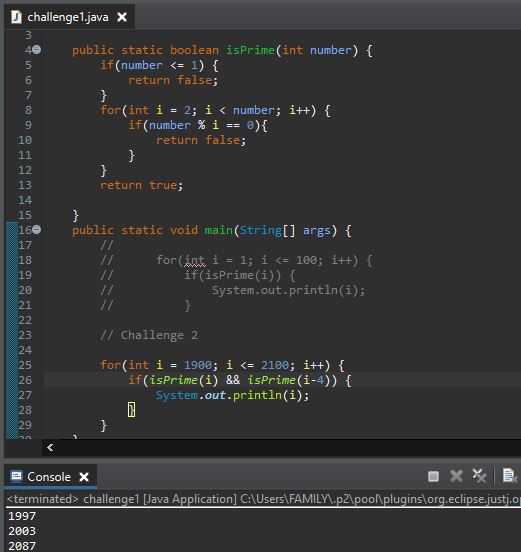 challenge1.java
3
4 public static boolean isPrime(int number) {
5 if(number <= 1) {
6 return false;
7 }
8 for(int i = 2; i < number; i++) {
9 if(number % i == 0){
10 return false;
11 }
12 }
13 return true;
14
15 }
16 public static void main(String[] args) {
17 //
18 // for(int i = 1; i <= 100; i++) {
19 // if(isPrime(i)) {
20 // System.out.println(i);
21 // }
22
23 // Challenge 2
24
25 for(int i = 1900; i <= 2100; i++) {
26 if(isPrime(i) && isPrime(i-4)) {
27 System.out.println(i);
28 }
29 }
Console
<terminated> challenge1 [Java Application] C:\Users\FAMILY\.p2\pool\plugins\org.eclipse.justj.op
1997
2003
2087